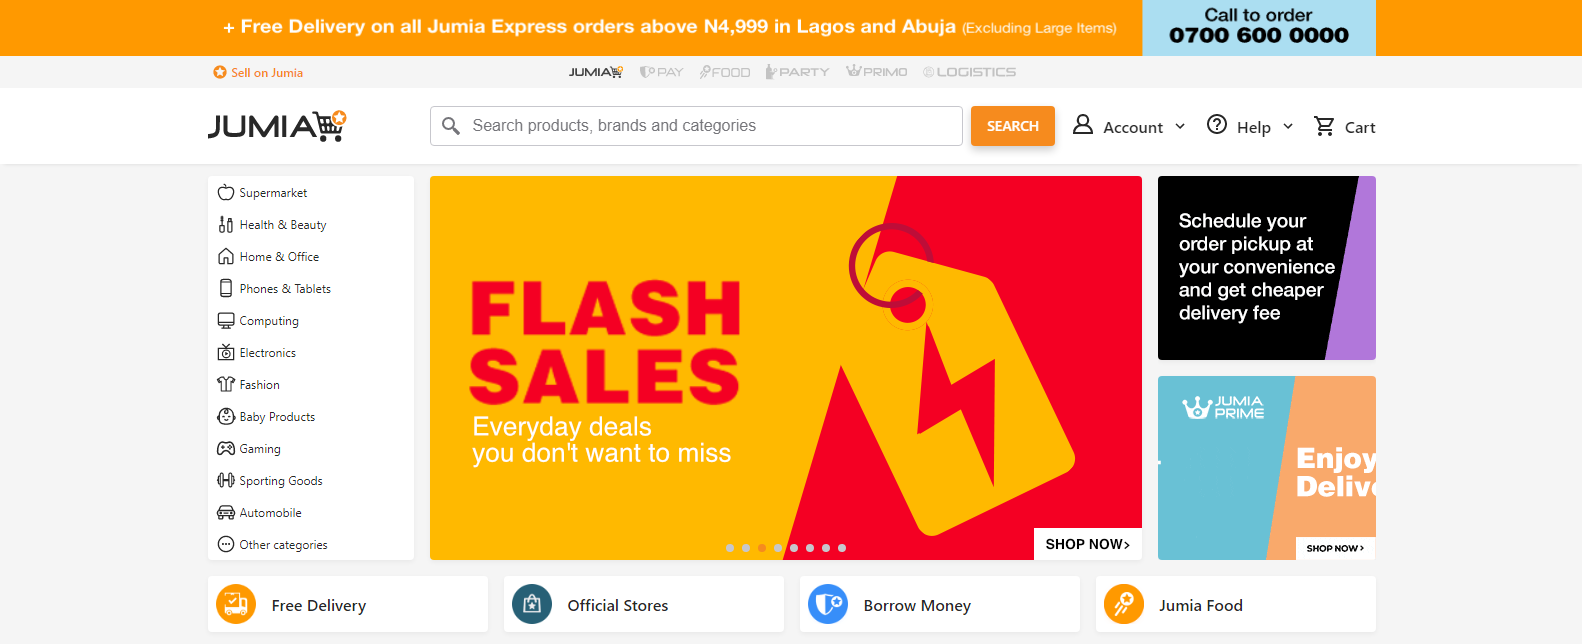 + Free Delivery on all Jumia Express orders above N4,999 in Lagos and Abuja (Excluding Large Items)
Call to order
0700 600 0000
Sell on Jumia
JUMIA
PAY
FOOD
PARTY
PRIMO
LOGISTICS
JUMIA
Search products, brands and categories
SEARCH
Account
Help
Cart
Supermarket
Health & Beauty
Home & Office
Phones & Tablets
Computing
Electronics
Fashion
Baby Products
Gaming
Sporting Goods
Automobile
Other categories
FLASH
SALES
Everyday deals
you don't want to miss
SHOP NOW›
Schedule your
order pickup at
your convenience
and get cheaper
delivery fee
JUMIA
PRIME
Enjoy
Delive
SHOP NOW ›
Free Delivery
Official Stores
Borrow Money
Jumia Food